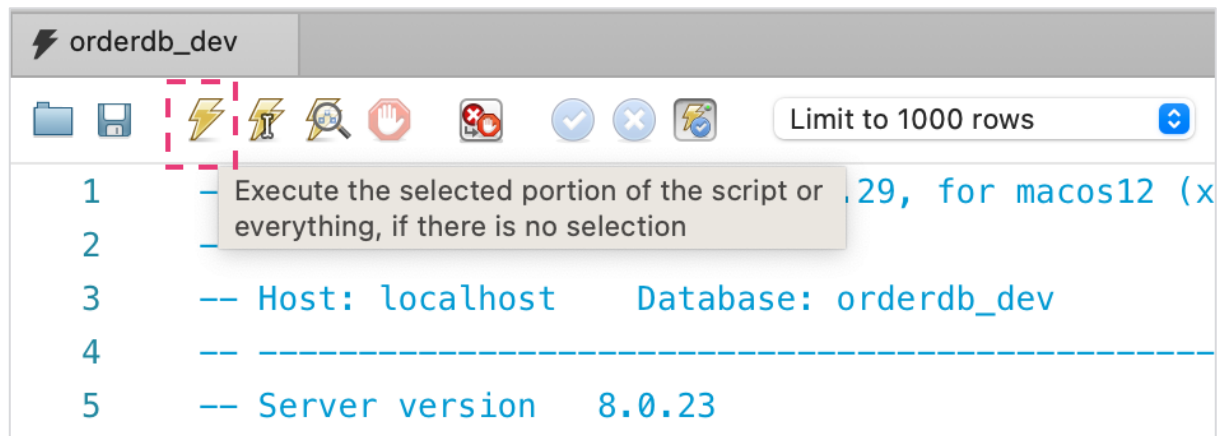 orderdb_dev
Limit to 1000 rows
Execute the selected portion of the script or
everything, if there is no selection
1 - .29, for macos12 (x
2 -
3 -- Host: localhost    Database: orderdb_dev
4 -- ------------------------------------------------
5 -- Server version   8.0.23